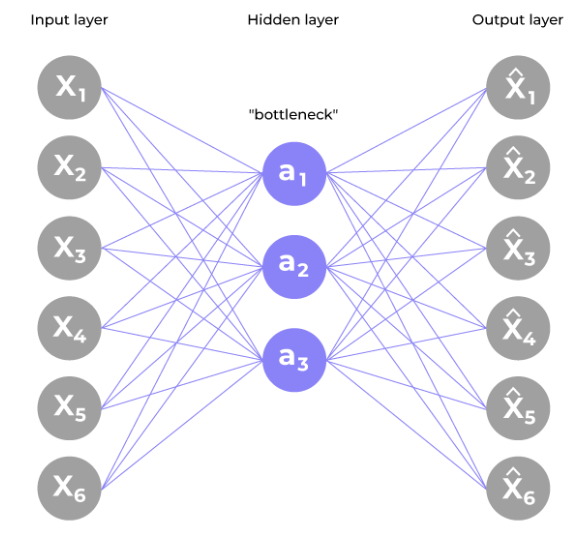 Input layer
Hidden layer
Output layer
"bottleneck"
x₁
x₂
x₃
x₄
x₅
x₆
a₁
a₂
a₃
x̂₁
x̂₂
x̂₃
x̂₄
x̂₅
x̂₆